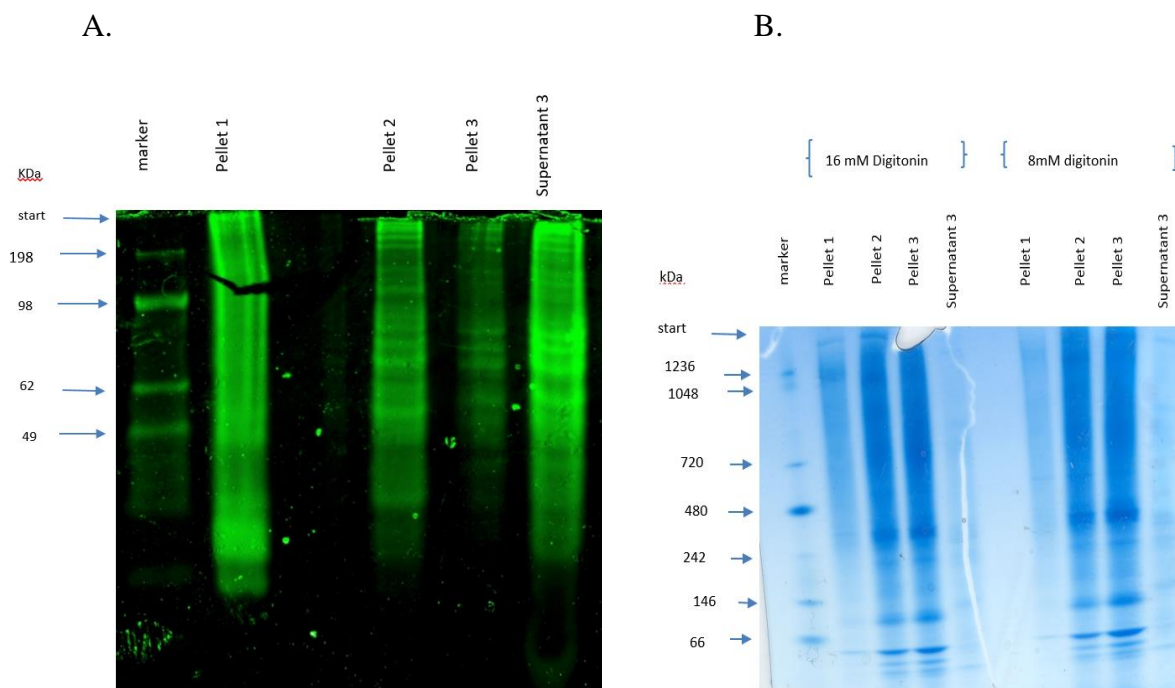 A.
marker
Pellet 1
Pellet 2
Pellet 3
Supernatant 3
KDa
start
198
98
62
49
B.
{ 16 mM Digitonin }
{ 8mM digitonin }
marker
Pellet 1
Pellet 2
Pellet 3
Supernatant 3
Pellet 1
Pellet 2
Pellet 3
Supernatant 3
kDa
start
1236
1048
720
480
242
146
66